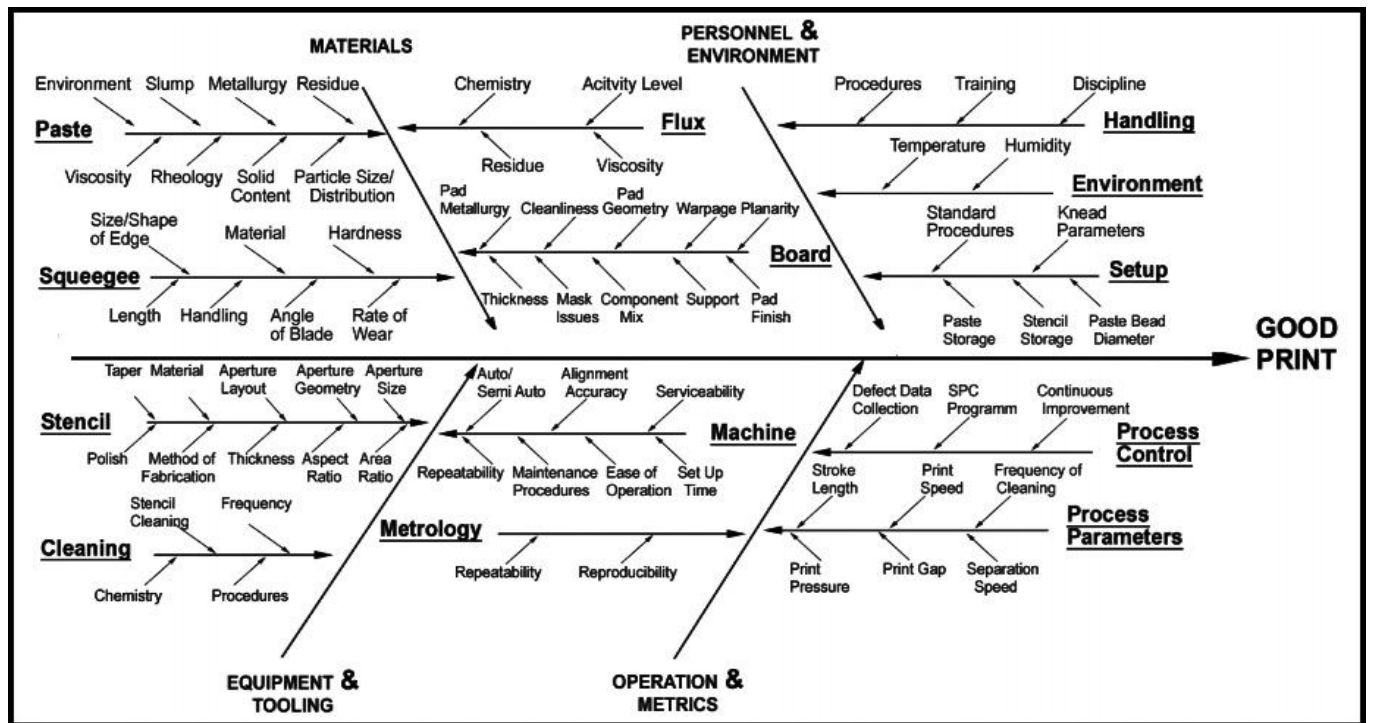 MATERIALS
PERSONNEL &
ENVIRONMENT
Environment Slump Metallurgy Residue
Paste
Viscosity Rheology Solid
Content
Particle Size/
Distribution
Chemistry Acitvity Level
Flux
Residue Viscosity
Procedures Training Discipline
Handling
Temperature Humidity
Environment
Size/Shape
of Edge
Material Hardness
Squeegee
Length Handling Angle
of Blade
Rate of
Wear
Pad
Metallurgy
Cleanliness
Pad
Geometry
Warpage Planarity
Board
Thickness Mask
Issues
Component
Mix
Support Pad
Finish
Standard
Procedures
Knead
Parameters
Setup
Paste
Storage
Stencil
Storage
Paste Bead
Diameter
GOOD
PRINT
Taper Material Aperture
Layout
Aperture
Geometry
Aperture
Size
Stencil
Polish Method of
Fabrication
Thickness Aspect
Ratio
Area
Ratio
Auto/
Semi Auto
Alignment
Accuracy
Serviceability
Machine
Repeatability Maintenance
Procedures
Ease of
Operation
Set Up
Time
Defect Data
Collection
SPC
Programm
Continuous
Improvement
Process
Control
Stencil
Cleaning
Frequency
Cleaning
Chemistry Procedures
Metrology
Repeatability Reproducibility
Stroke
Length
Print
Speed
Frequency of
Cleaning
Process
Parameters
Print
Pressure
Print Gap Separation
Speed
EQUIPMENT &
TOOLING
OPERATION &
METRICS